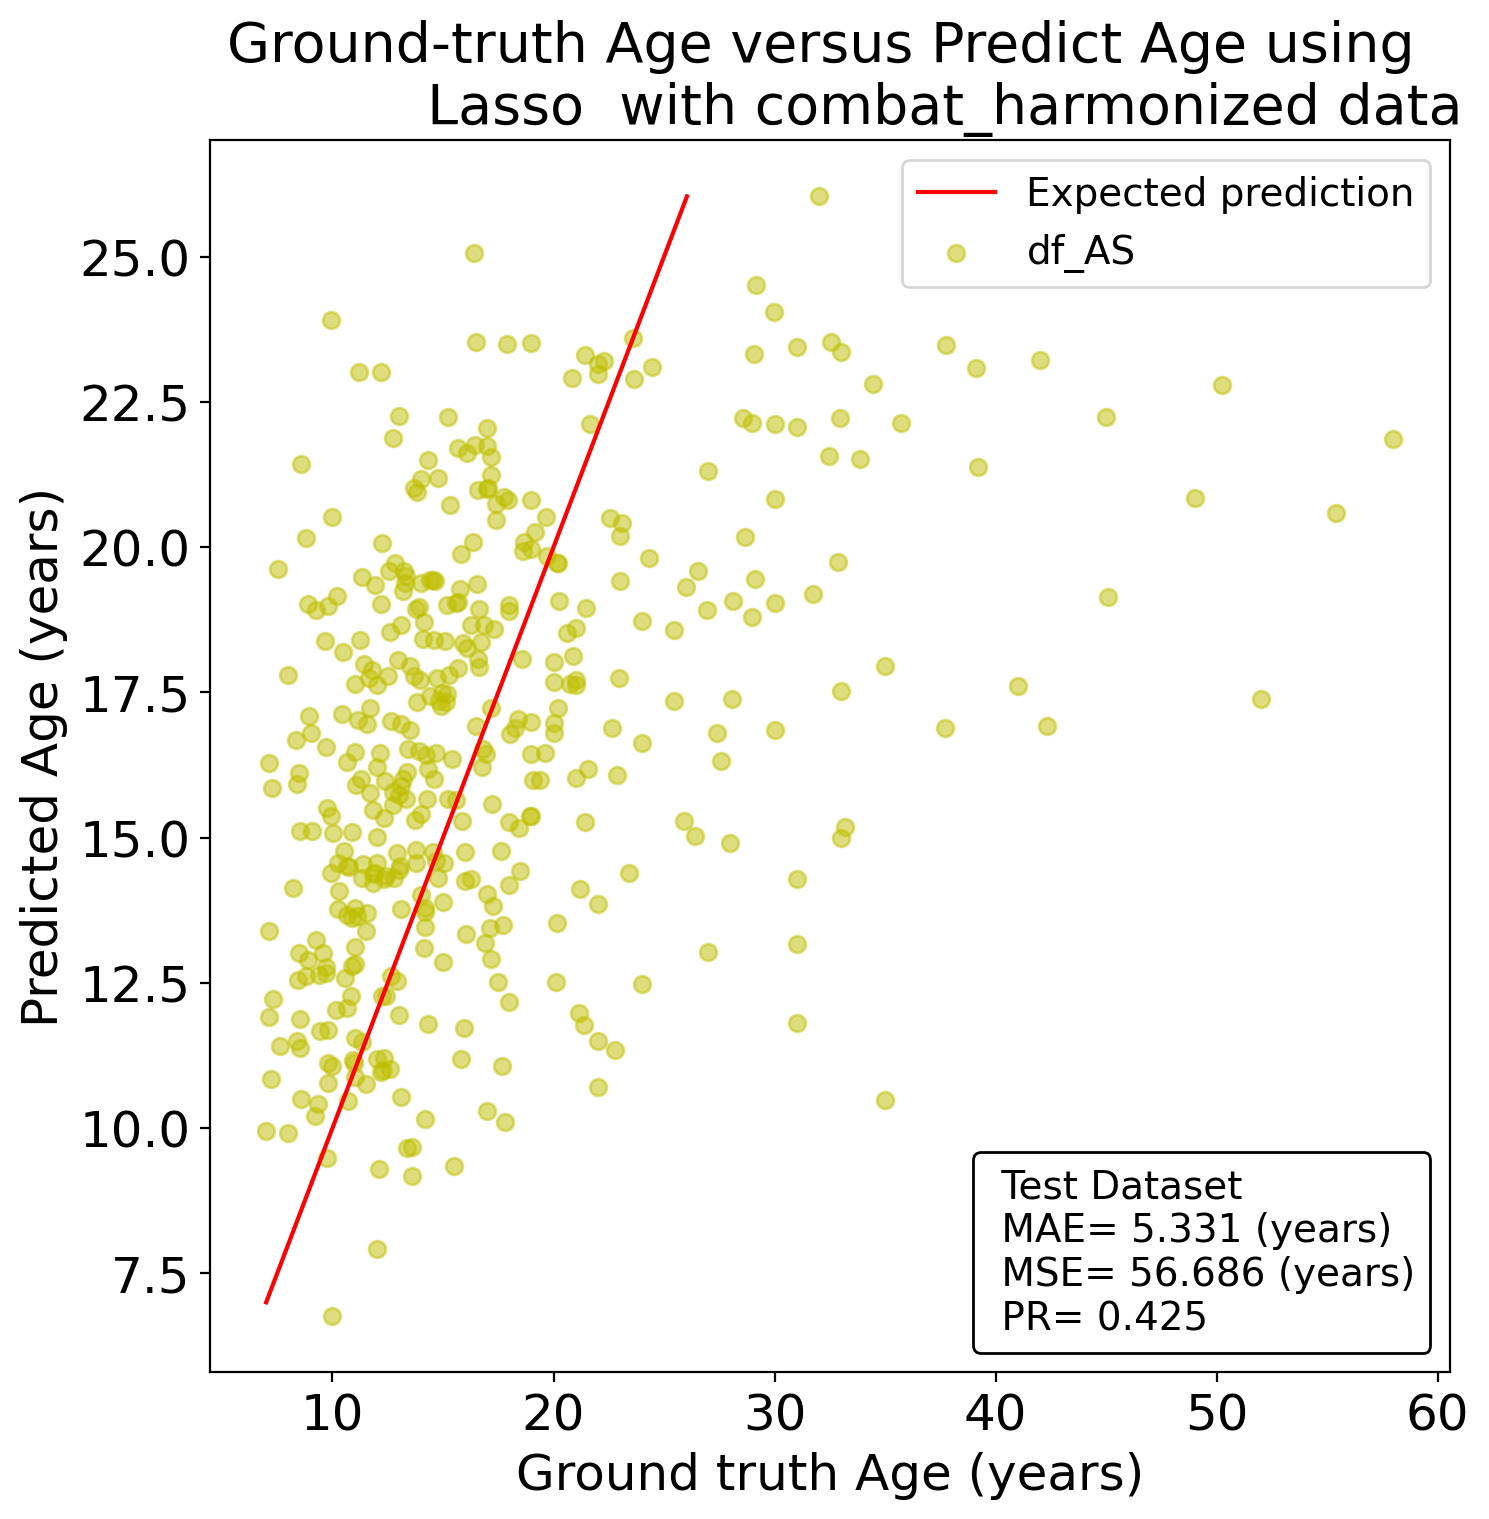 Ground-truth Age versus Predict Age using
Lasso  with combat_harmonized data
Expected prediction
df_AS
25.0
22.5
20.0
17.5
15.0
12.5
10.0
7.5
Predicted Age (years)
Test Dataset
MAE= 5.331 (years)
MSE= 56.686 (years)
PR= 0.425
10 20 30 40 50 60
Ground truth Age (years)